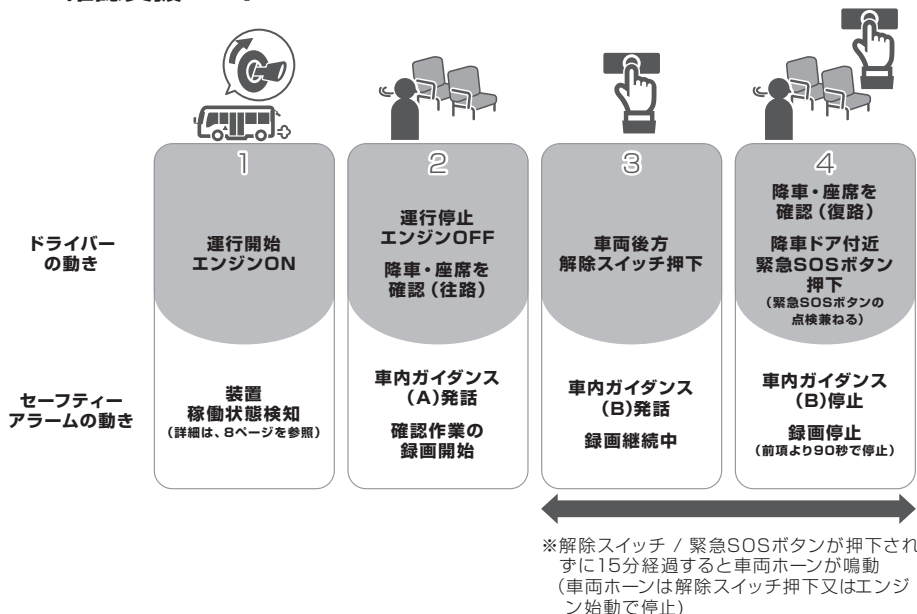 1
2
3
4
ドライバー
の動き
運行開始
エンジンON
運行停止
エンジンOFF
降車・座席を
確認（往路）
車両後方
解除スイッチ押下
降車・座席を
確認（復路）
降車ドア付近
緊急SOSボタン
押下
（緊急SOSボタンの
点検兼ねる）
セーフティー
アラームの動き
装置
稼働状態検知
（詳細は、8ページを参照）
車内ガイダンス
（A）発話
確認作業の
録画開始
車内ガイダンス
（B）発話
録画継続中
車内ガイダンス
（B）停止
録画停止
（前項より90秒で停止）
※解除スイッチ / 緊急SOSボタンが押下され
ずに15分経過すると車両ホーンが鳴動
（車両ホーンは解除スイッチ押下又はエンジ
ン始動で停止）